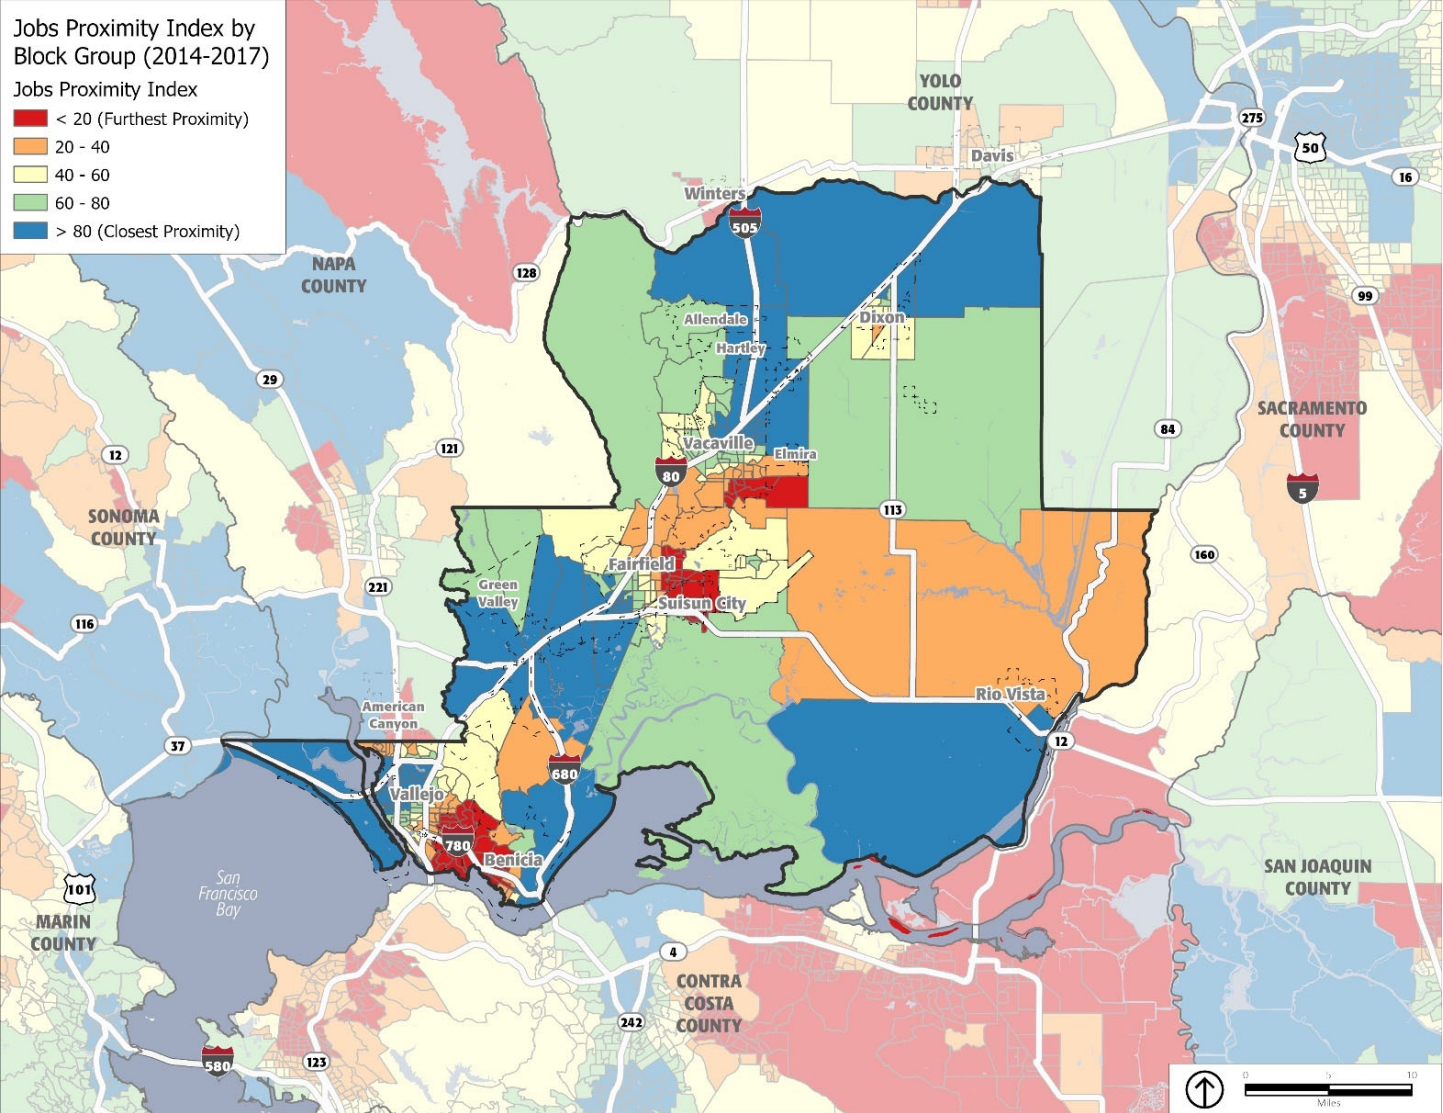 Jobs Proximity Index by
Block Group (2014-2017)
Jobs Proximity Index
< 20 (Furthest Proximity)
20 - 40
40 - 60
60 - 80
> 80 (Closest Proximity)
YOLO
COUNTY
275
50
Davis
16
Winters
505
NAPA
COUNTY
128
99
Allendale
Dixon
Hartley
29
SACRAMENTO
COUNTY
84
121
12
Vacaville
Elmira
80
5
SONOMA
COUNTY
113
160
Fairfield
221
Green
Valley
Suisun City
116
American
Canyon
Rio Vista
37
12
680
Vallejo
780
Benicia
San
Francisco
Bay
101
SAN JOAQUIN
COUNTY
MARIN
COUNTY
4
CONTRA
COSTA
COUNTY
242
580
123
0 5 10
Miles